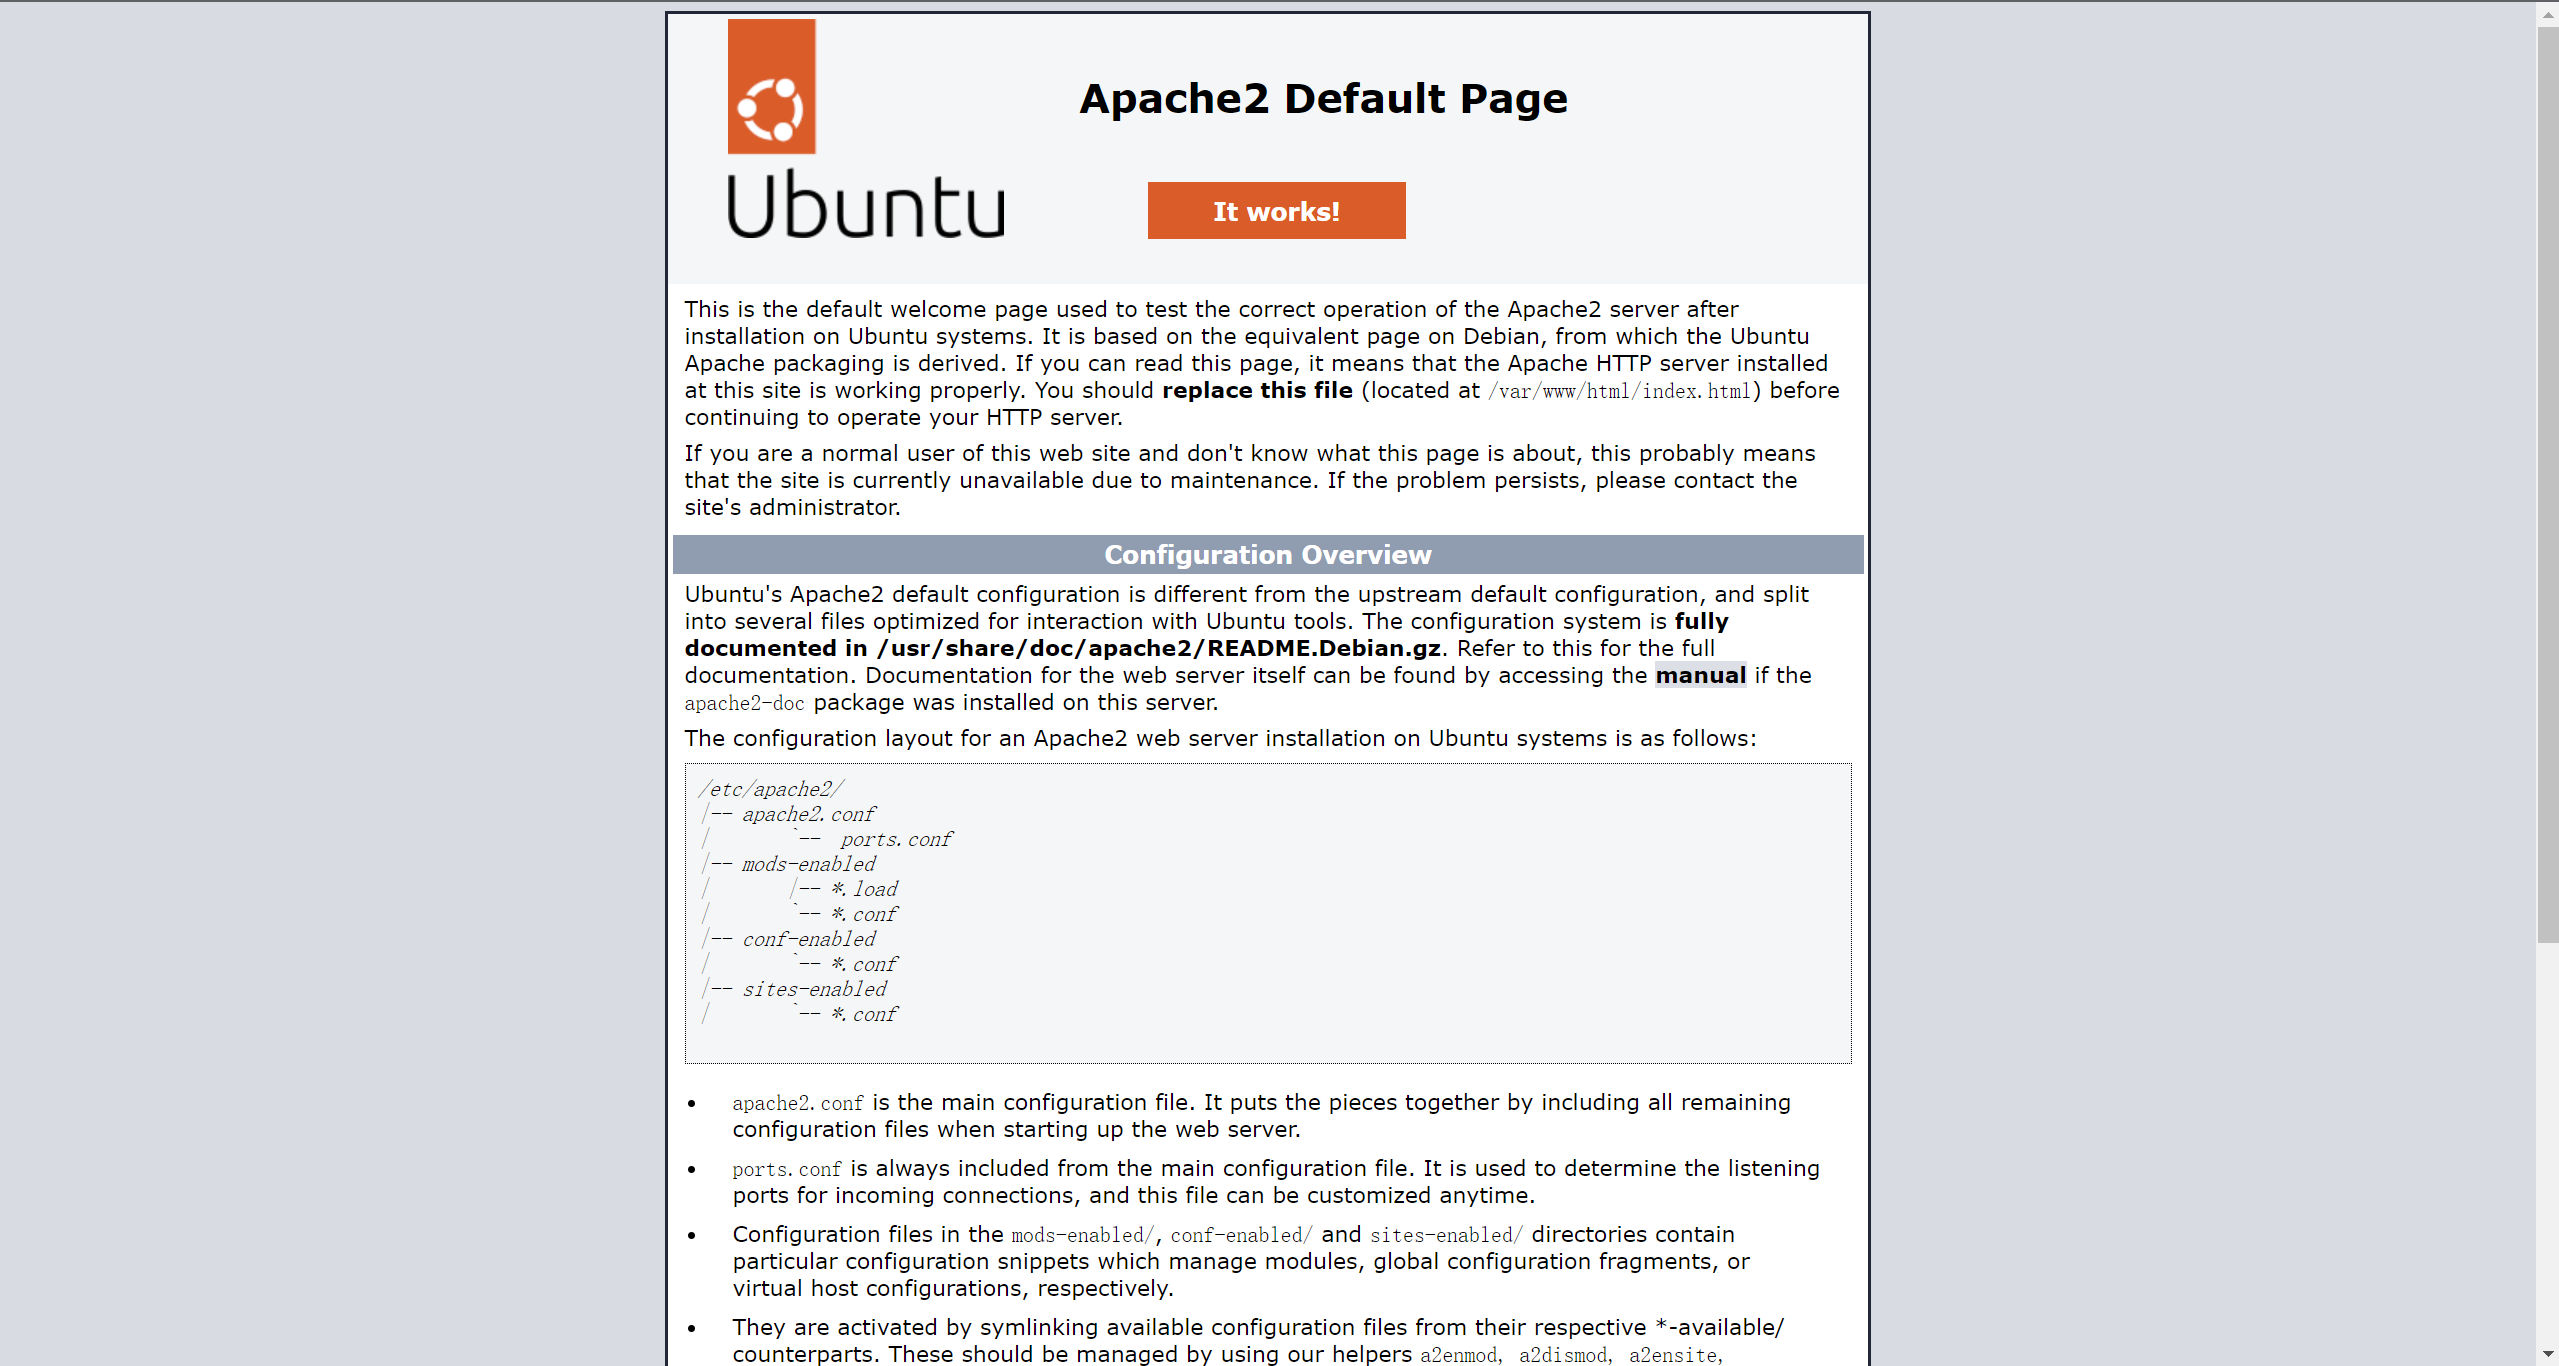 Apache2 Default Page
Ubuntu
It works!
This is the default welcome page used to test the correct operation of the Apache2 server after
installation on Ubuntu systems. It is based on the equivalent page on Debian, from which the Ubuntu
Apache packaging is derived. If you can read this page, it means that the Apache HTTP server installed
at this site is working properly. You should replace this file (located at /var/www/html/index.html) before
continuing to operate your HTTP server.
If you are a normal user of this web site and don't know what this page is about, this probably means
that the site is currently unavailable due to maintenance. If the problem persists, please contact the
site's administrator.
Configuration Overview
Ubuntu's Apache2 default configuration is different from the upstream default configuration, and split
into several files optimized for interaction with Ubuntu tools. The configuration system is fully
documented in /usr/share/doc/apache2/README.Debian.gz. Refer to this for the full
documentation. Documentation for the web server itself can be found by accessing the manual if the
apache2-doc package was installed on this server.
The configuration layout for an Apache2 web server installation on Ubuntu systems is as follows:
/etc/apache2/
|-- apache2.conf
|       `--  ports.conf
|-- mods-enabled
|       |-- *.load
|       `-- *.conf
|-- conf-enabled
|       `-- *.conf
|-- sites-enabled
|       `-- *.conf
• apache2.conf is the main configuration file. It puts the pieces together by including all remaining
configuration files when starting up the web server.
• ports.conf is always included from the main configuration file. It is used to determine the listening
ports for incoming connections, and this file can be customized anytime.
• Configuration files in the mods-enabled/, conf-enabled/ and sites-enabled/ directories contain
particular configuration snippets which manage modules, global configuration fragments, or
virtual host configurations, respectively.
• They are activated by symlinking available configuration files from their respective *-available/
counterparts. These should be managed by using our helpers a2enmod, a2dismod, a2ensite,